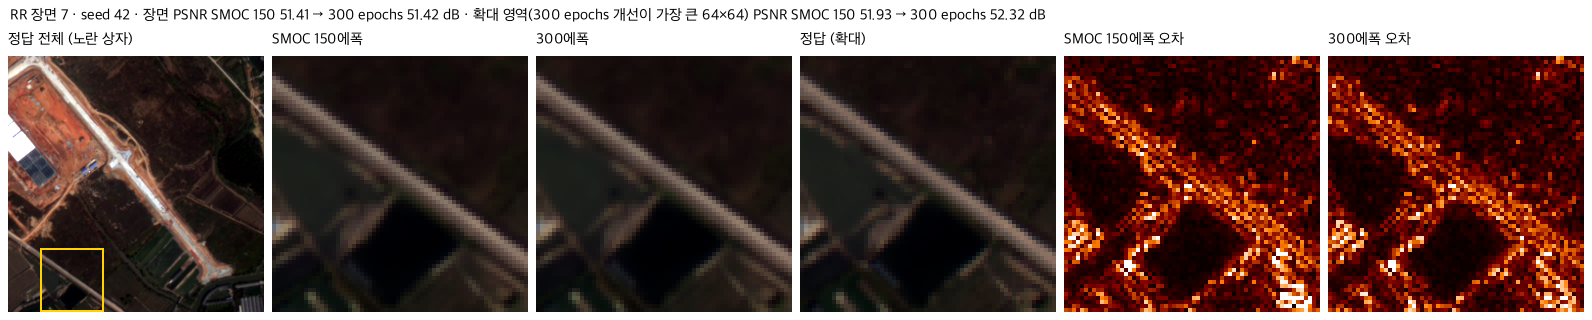 RR 장면 7 · seed 42 · 장면 PSNR SMOC 150 51.41 → 300 epochs 51.42 dB · 확대 영역(300 epochs 개선이 가장 큰 64×64) PSNR SMOC 150 51.93 → 300 epochs 52.32 dB
정답 전체 (노란 상자) SMOC 150에폭 300에폭 정답 (확대) SMOC 150에폭 오차 300에폭 오차